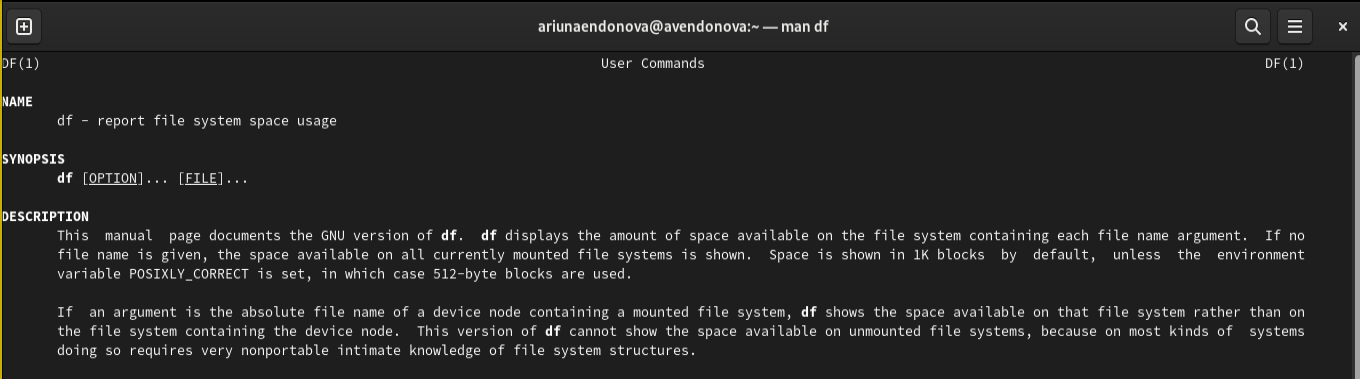 ariunaendonova@avendonova:~ — man df
DF(1) User Commands DF(1)
NAME
df - report file system space usage
SYNOPSIS
df [OPTION]... [FILE]...
DESCRIPTION
This manual page documents the GNU version of df. df displays the amount of space available on the file system containing each file name argument. If no
file name is given, the space available on all currently mounted file systems is shown. Space is shown in 1K blocks by default, unless the environment
variable POSIXLY_CORRECT is set, in which case 512-byte blocks are used.
If an argument is the absolute file name of a device node containing a mounted file system, df shows the space available on that file system rather than on
the file system containing the device node. This version of df cannot show the space available on unmounted file systems, because on most kinds of systems
doing so requires very nonportable intimate knowledge of file system structures.